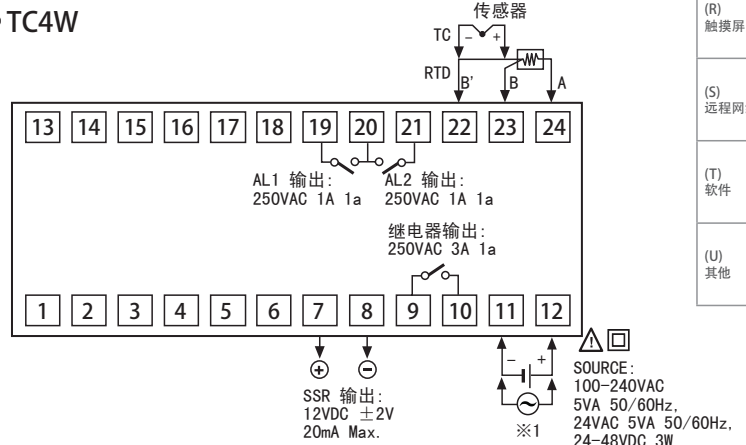 TC4W
传感器
TC
-
+
RTD
B'
B
A
13 14 15 16 17 18 19 20 21 22 23 24
AL1 输出:
250VAC 1A 1a
AL2 输出:
250VAC 1A 1a
继电器输出:
250VAC 3A 1a
1 2 3 4 5 6 7 8 9 10 11 12
+
-
SSR 输出:
12VDC ±2V
20mA Max.
-
+
※1
SOURCE:
100-240VAC
5VA 50/60Hz,
24VAC 5VA 50/60Hz,
24-48VDC 3W
(R)
触摸屏
(S)
远程网
(T)
软件
(U)
其他